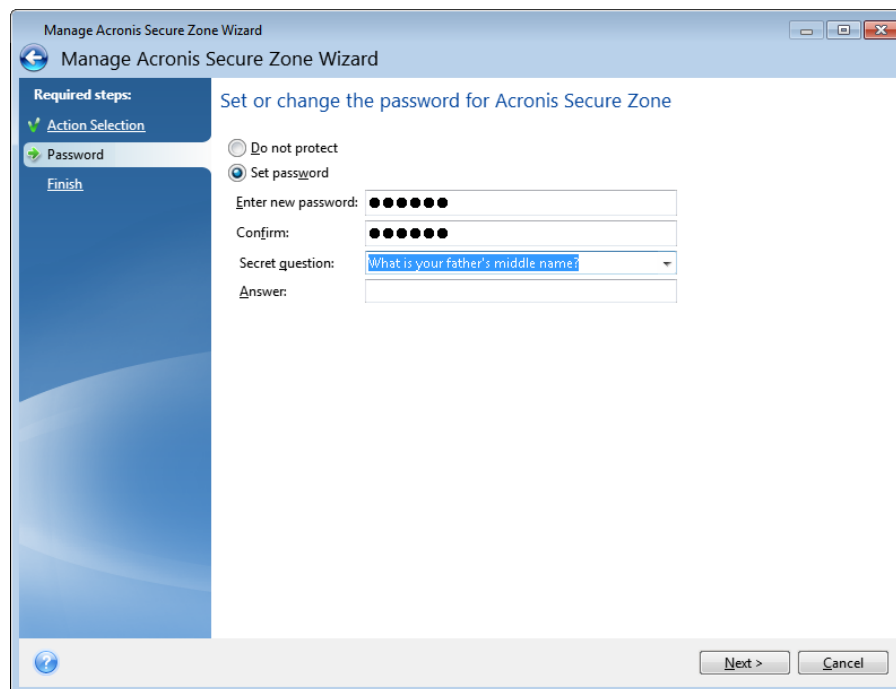 Manage Acronis Secure Zone Wizard
Manage Acronis Secure Zone Wizard
Required steps:
Action Selection
Password
Finish
Set or change the password for Acronis Secure Zone
Do not protect
Set password
Enter new password: ●●●●●●
Confirm: ●●●●●●
Secret question: What is your father's middle name?
Answer:
Next >
Cancel